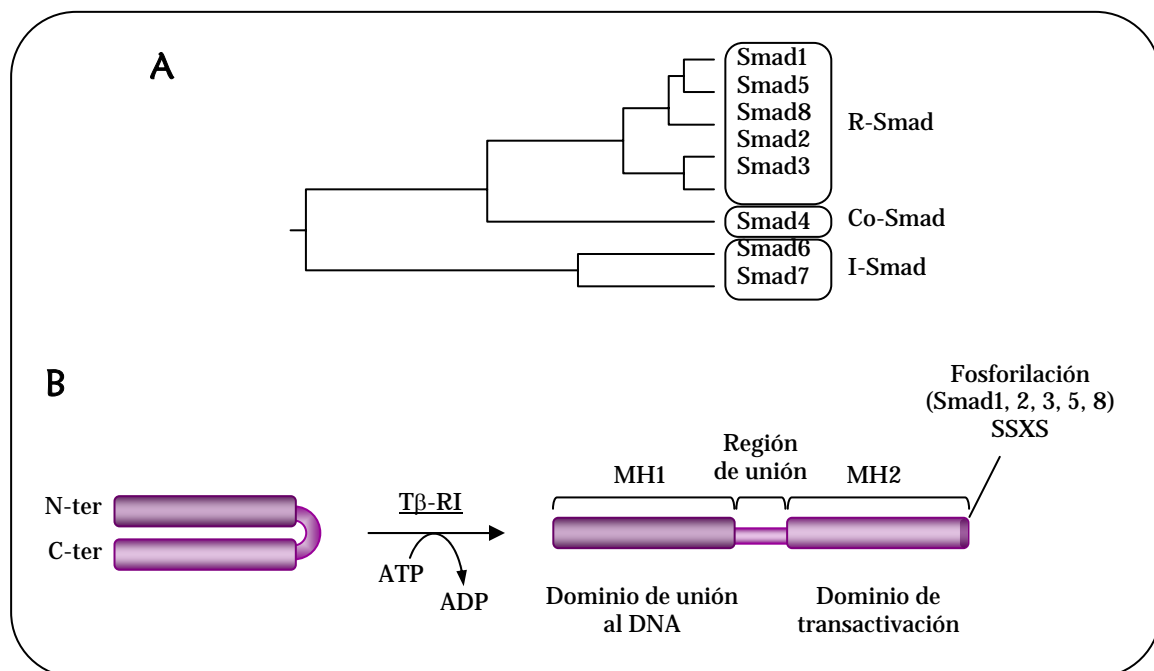 A
Smad1
Smad5
Smad8
Smad2
Smad3
R-Smad
Smad4
Co-Smad
Smad6
Smad7
I-Smad
B
N-ter
C-ter
Tβ-RI
ATP
ADP
MH1
Región
de unión
MH2
Fosforilación
(Smad1, 2, 3, 5, 8)
SSXS
Dominio de unión
al DNA
Dominio de
transactivación